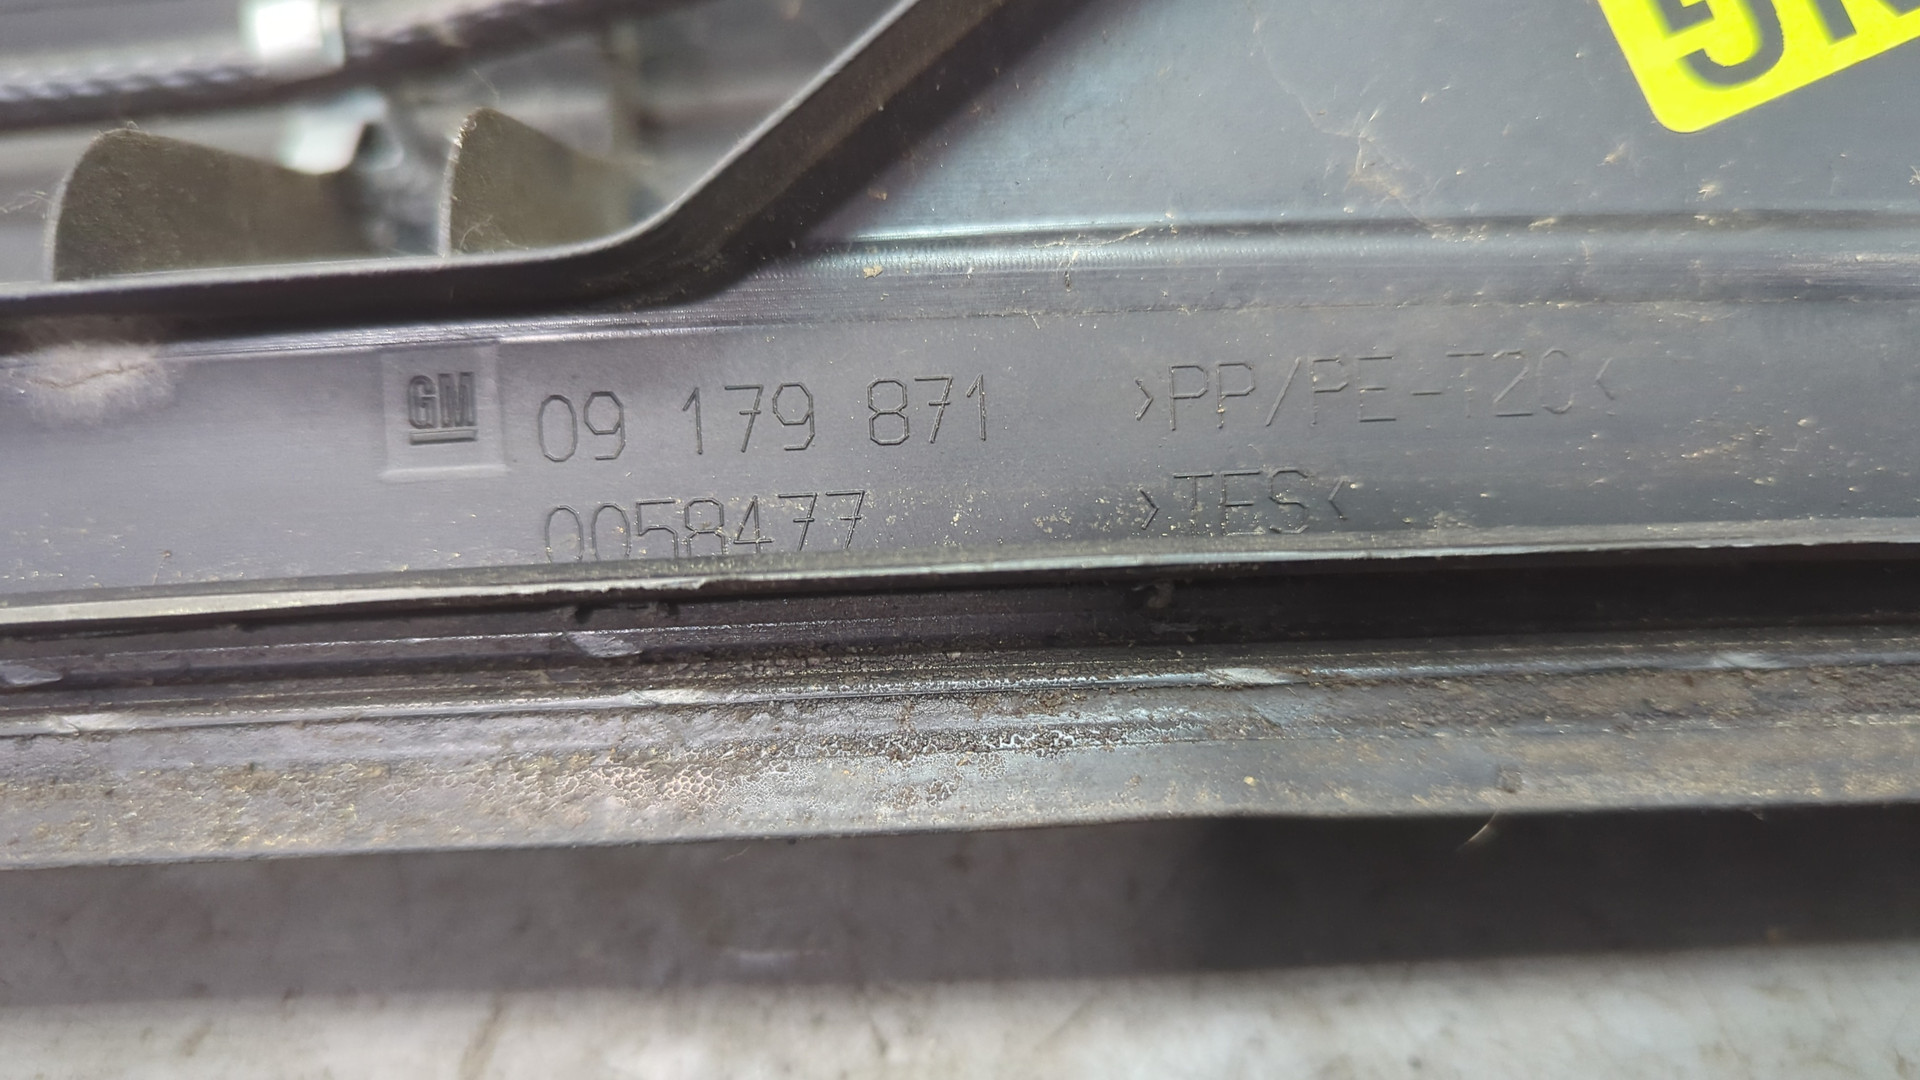 GM 09 179 871 >PP/PE-T20<
0058477 >TES<